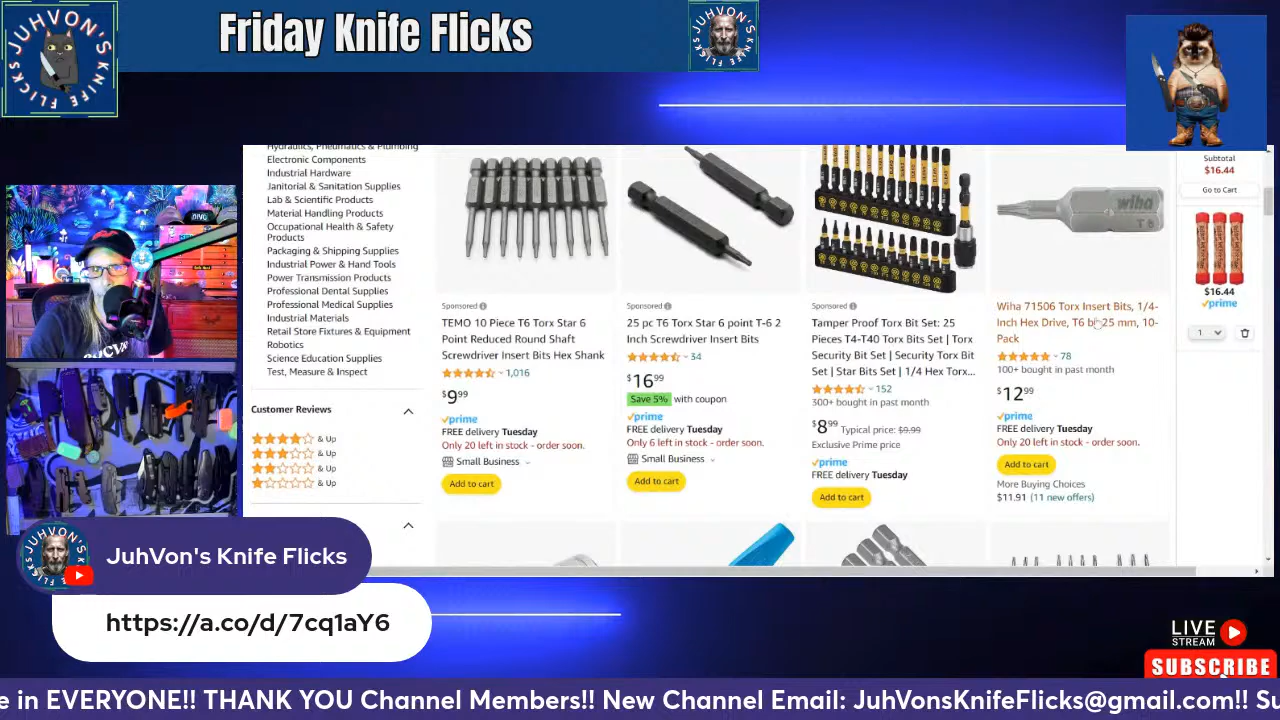 Friday Knife Flicks
JUHVON'S
KNIFE FLICKS
Hydraulics, Pneumatics & Plumbing
Electronic Components
Industrial Hardware
Janitorial & Sanitation Supplies
Lab & Scientific Products
Material Handling Products
Occupational Health & Safety
Products
Packaging & Shipping Supplies
Industrial Power & Hand Tools
Power Transmission Products
Professional Dental Supplies
Professional Medical Supplies
Industrial Materials
Retail Store Fixtures & Equipment
Robotics
Science Education Supplies
Test, Measure & Inspect
Customer Reviews
& Up
& Up
& Up
& Up
Sponsored
TEMO 10 Piece T6 Torx Star 6
Point Reduced Round Shaft
Screwdriver Insert Bits Hex Shank
1,016
$9.99
prime
FREE delivery Tuesday
Only 20 left in stock - order soon.
Small Business
Add to cart
Sponsored
25 pc T6 Torx Star 6 point T-6 2
Inch Screwdriver Insert Bits
34
$16.99
Save 5% with coupon
prime
FREE delivery Tuesday
Only 6 left in stock - order soon.
Small Business
Add to cart
Sponsored
Tamper Proof Torx Bit Set: 25
Pieces T4-T40 Torx Bits Set | Torx
Security Bit Set | Security Torx Bit
Set | Star Bits Set | 1/4 Hex Torx...
152
300+ bought in past month
$8.99 Typical price: $9.99
Exclusive Prime price
prime
FREE delivery Tuesday
Add to cart
wiha
T 6
Wiha 71506 Torx Insert Bits, 1/4-
Inch Hex Drive, T6 25 mm, 10-
Pack
78
100+ bought in past month
$12.99
prime
FREE delivery Tuesday
Only 20 left in stock - order soon.
Add to cart
More Buying Choices
$11.91 (11 new offers)
Subtotal
$16.44
Go to Cart
$16.44
prime
1
JuhVon's Knife Flicks
https://a.co/d/7cq1aY6
LIVE
STREAM
SUBSCRIBE
e in EVERYONE!! THANK YOU Channel Members!! New Channel Email: JuhVonsKnifeFlicks@gmail.com!! Su